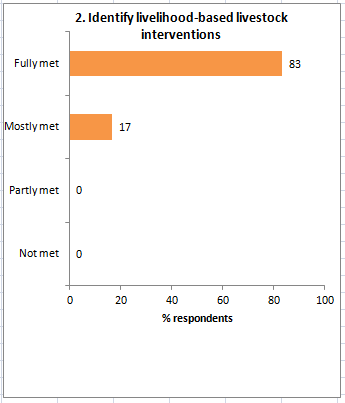 2. Identify livelihood-based livestock
interventions
Fully met
83
Mostly met
17
Partly met
0
Not met
0
0 20 40 60 80 100
% respondents